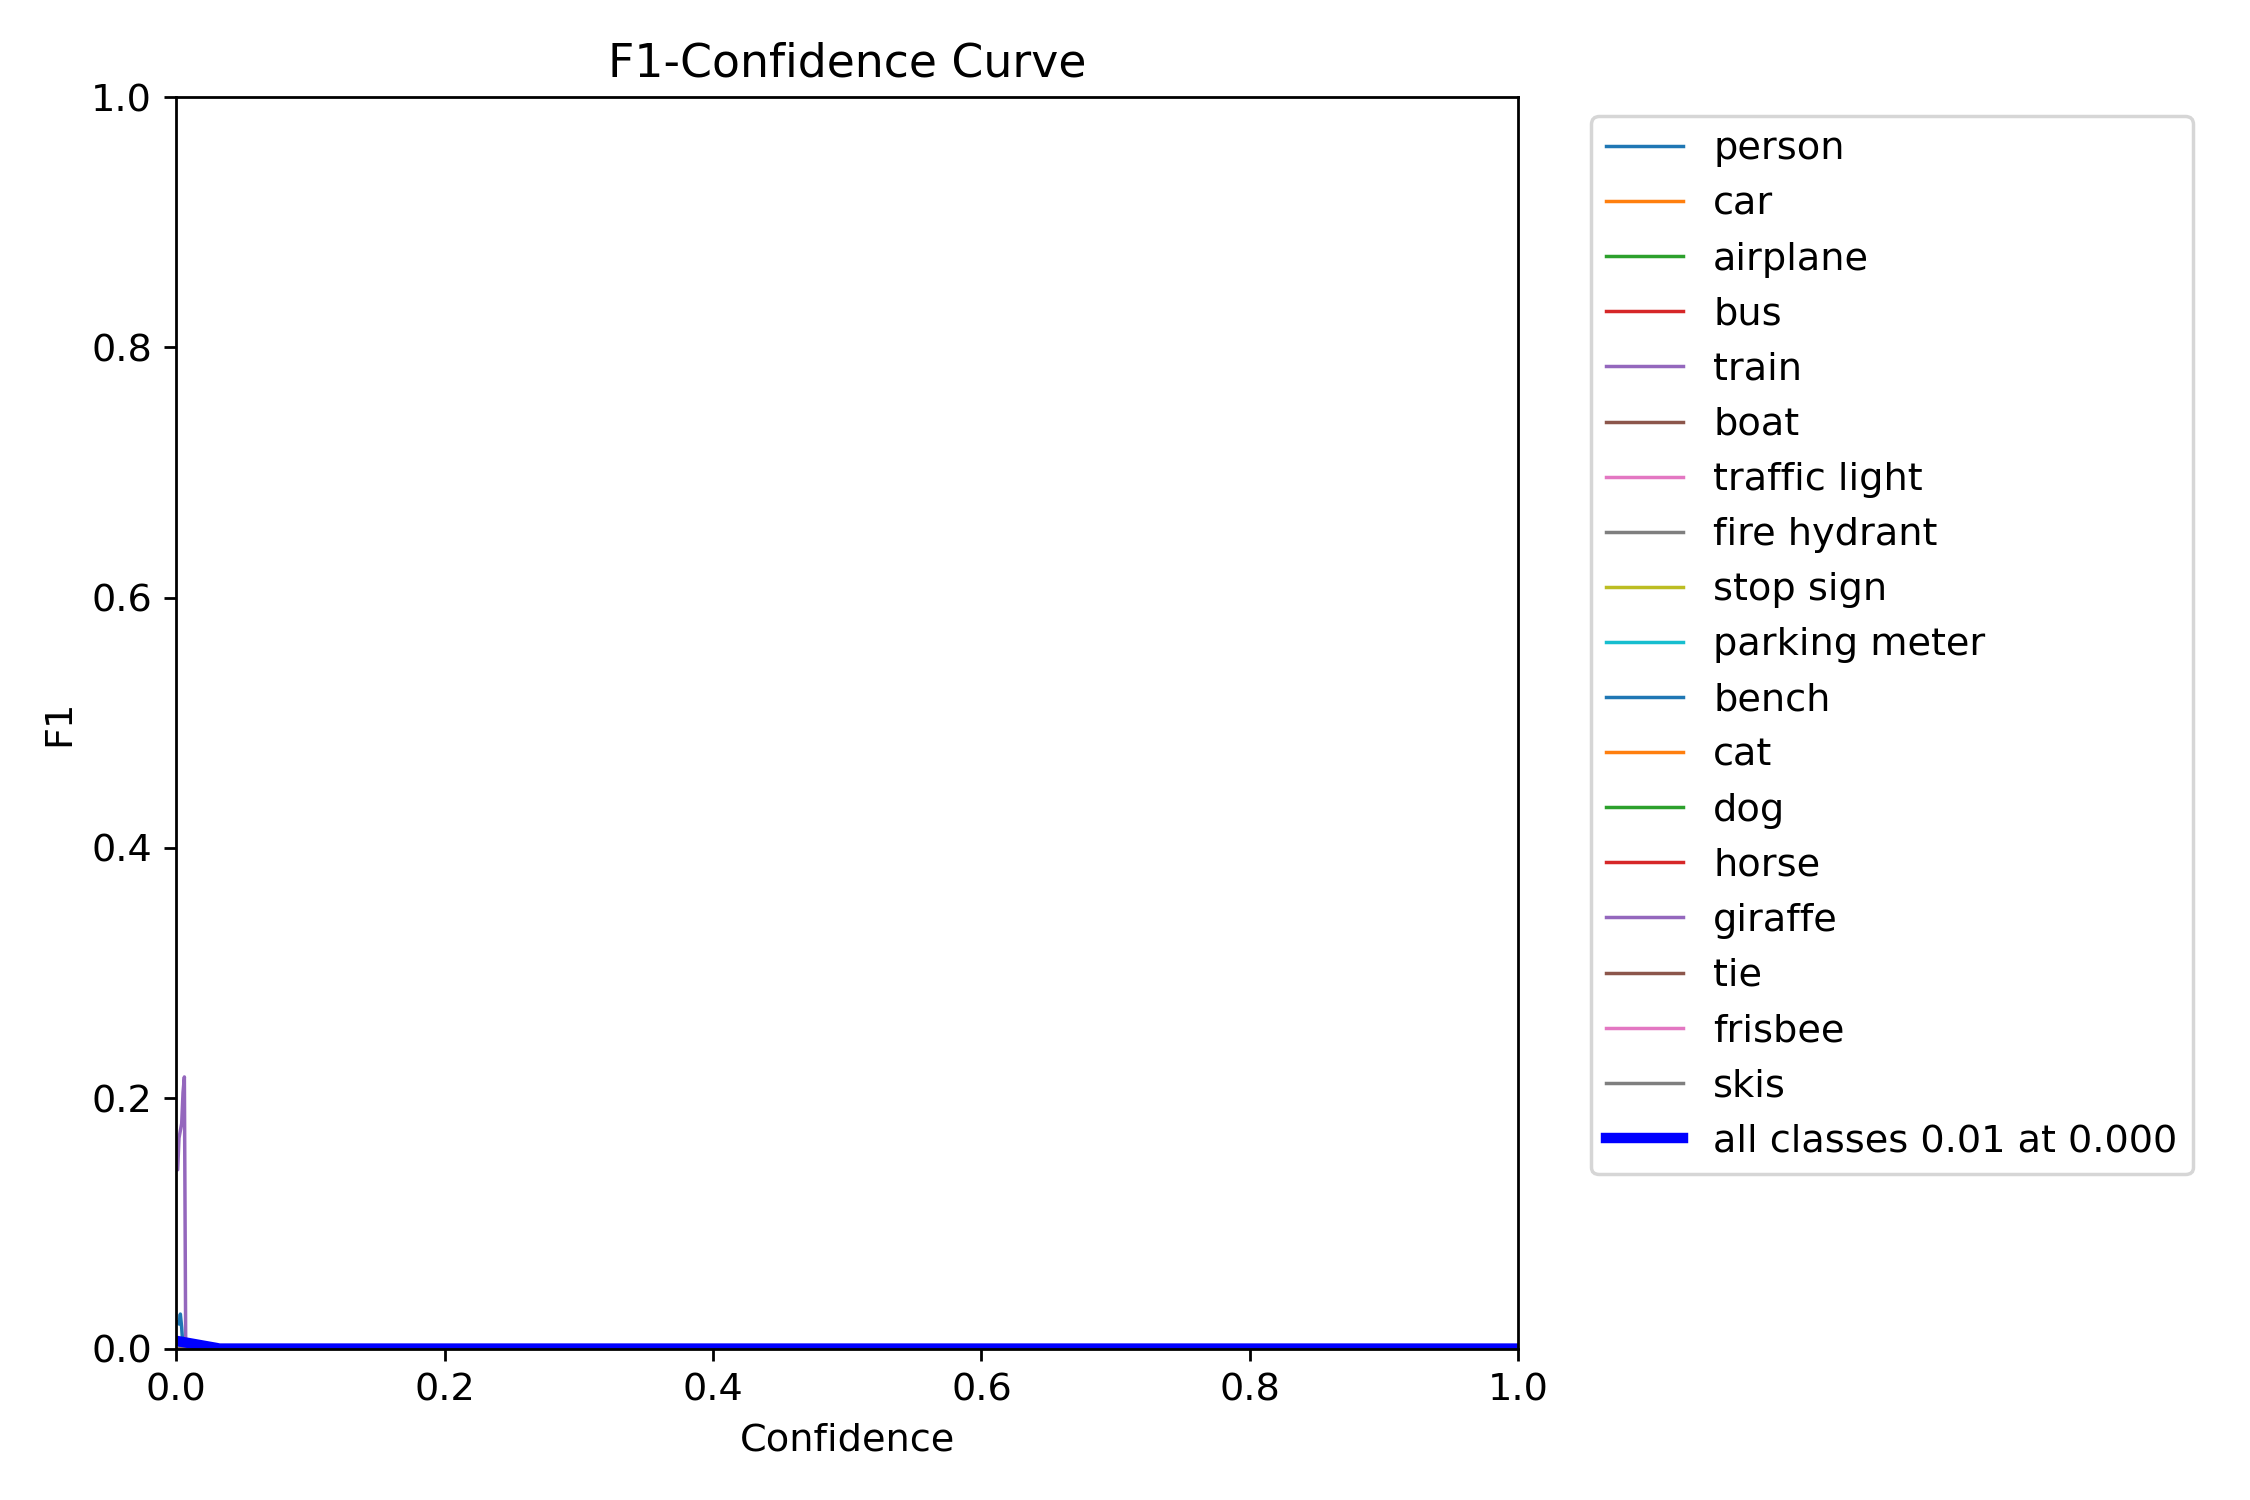 F1-Confidence Curve
1.0
0.8
0.6
0.4
0.2
0.0
F1
0.0 0.2 0.4 0.6 0.8 1.0
Confidence
person
car
airplane
bus
train
boat
traffic light
fire hydrant
stop sign
parking meter
bench
cat
dog
horse
giraffe
tie
frisbee
skis
all classes 0.01 at 0.000